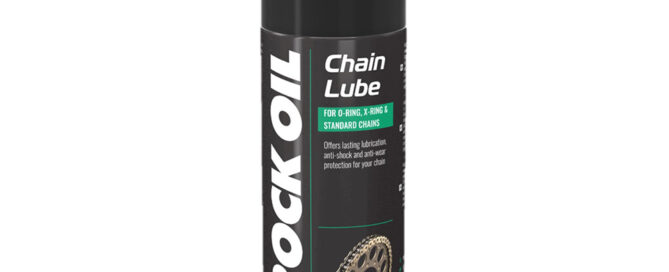 ROCK OIL
Chain
Lube
FOR O-RING, X-RING &
STANDARD CHAINS
Offers lasting lubrication,
anti-shock and anti-wear
protection for your chain